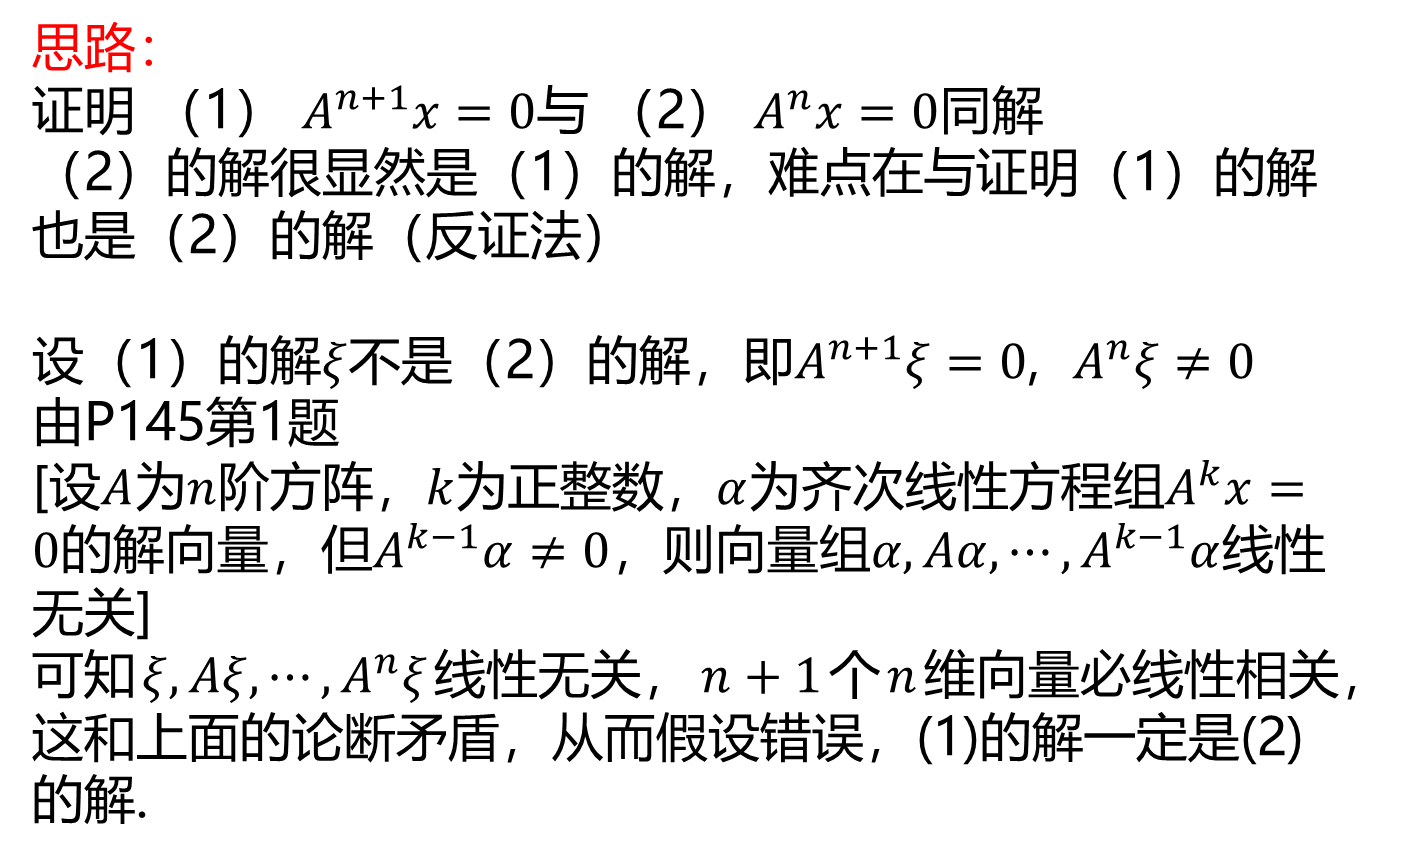 思路：
证明 （1） $A^{n+1}x = 0$与 （2） $A^{n}x = 0$同解
（2）的解很显然是（1）的解，难点在与证明（1）的解
也是（2）的解（反证法）
设（1）的解$\xi$不是（2）的解，即$A^{n+1}\xi = 0$, $A^{n}\xi \neq 0$
由P145第1题
[设$A$为$n$阶方阵，$k$为正整数，$\alpha$为齐次线性方程组$A^{k}x =$
$0$的解向量，但$A^{k-1}\alpha \neq 0$，则向量组$\alpha, A\alpha, \cdots, A^{k-1}\alpha$线性
无关]
可知$\xi, A\xi, \cdots, A^{n}\xi$线性无关，$n + 1$个$n$维向量必线性相关，
这和上面的论断矛盾，从而假设错误，(1)的解一定是(2)
的解.